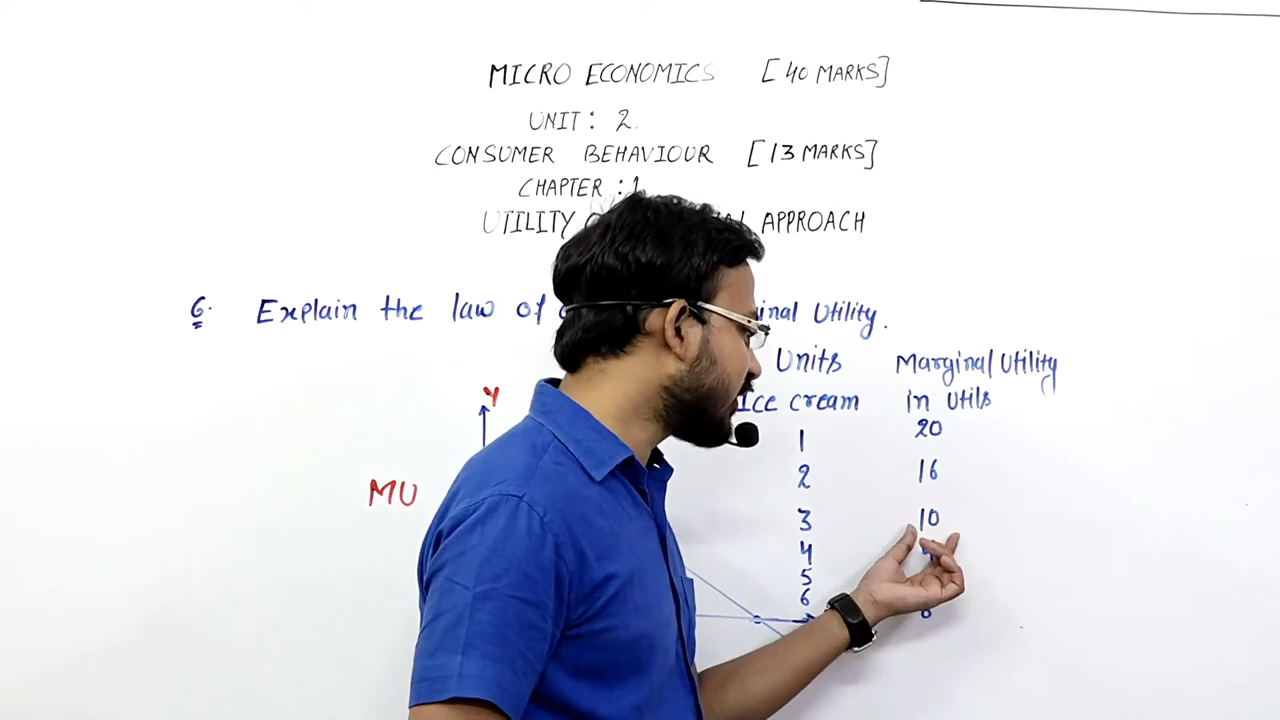 MICRO ECONOMICS [40 MARKS]
UNIT: 2.
CONSUMER BEHAVIOUR [13 MARKS]
CHAPTER : 1
UTILITY APPROACH
6. Explain the law of inal Utility.
Units Marginal Utility
Ice cream in utils
Y
1 20
2 16
MU
3 10
4
5
6